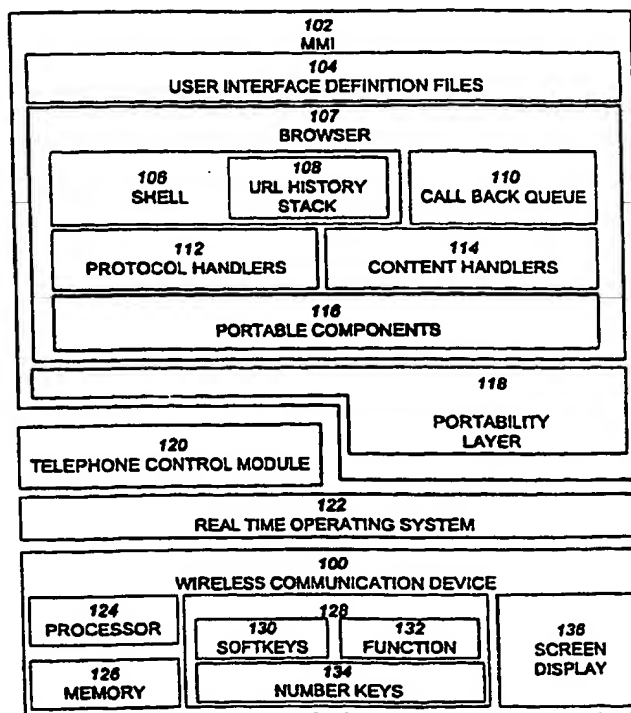 102
MMI
104
USER INTERFACE DEFINITION FILES
107
BROWSER
106
SHELL
108
URL HISTORY
STACK
110
CALL BACK QUEUE
112
PROTOCOL HANDLERS
114
CONTENT HANDLERS
116
PORTABLE COMPONENTS
118
PORTABILITY
LAYER
120
TELEPHONE CONTROL MODULE
122
REAL TIME OPERATING SYSTEM
100
WIRELESS COMMUNICATION DEVICE
124
PROCESSOR
126
MEMORY
128
130
SOFTKEYS
132
FUNCTION
134
NUMBER KEYS
136
SCREEN
DISPLAY